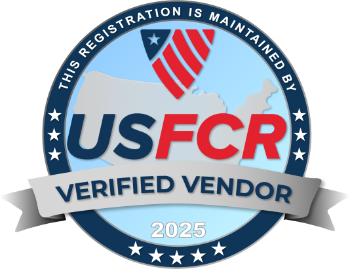 THIS REGISTRATION IS MAINTAINED BY
USFCR
VERIFIED VENDOR
2025